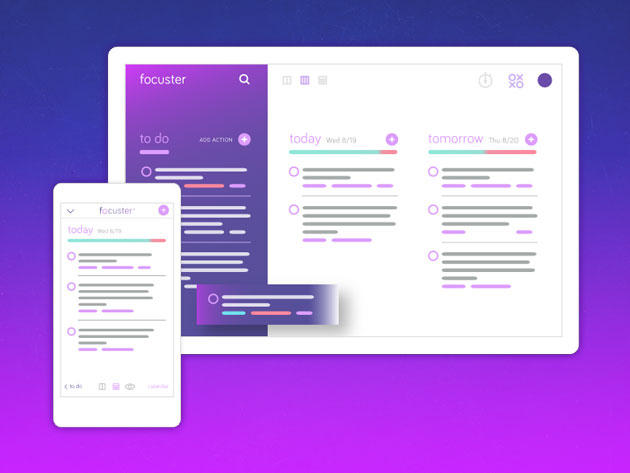 focuster
to do
ADD ACTION
today Wed 8/19
tomorrow Thu 8/20
focuster
today Wed 8/19
to do
calendar